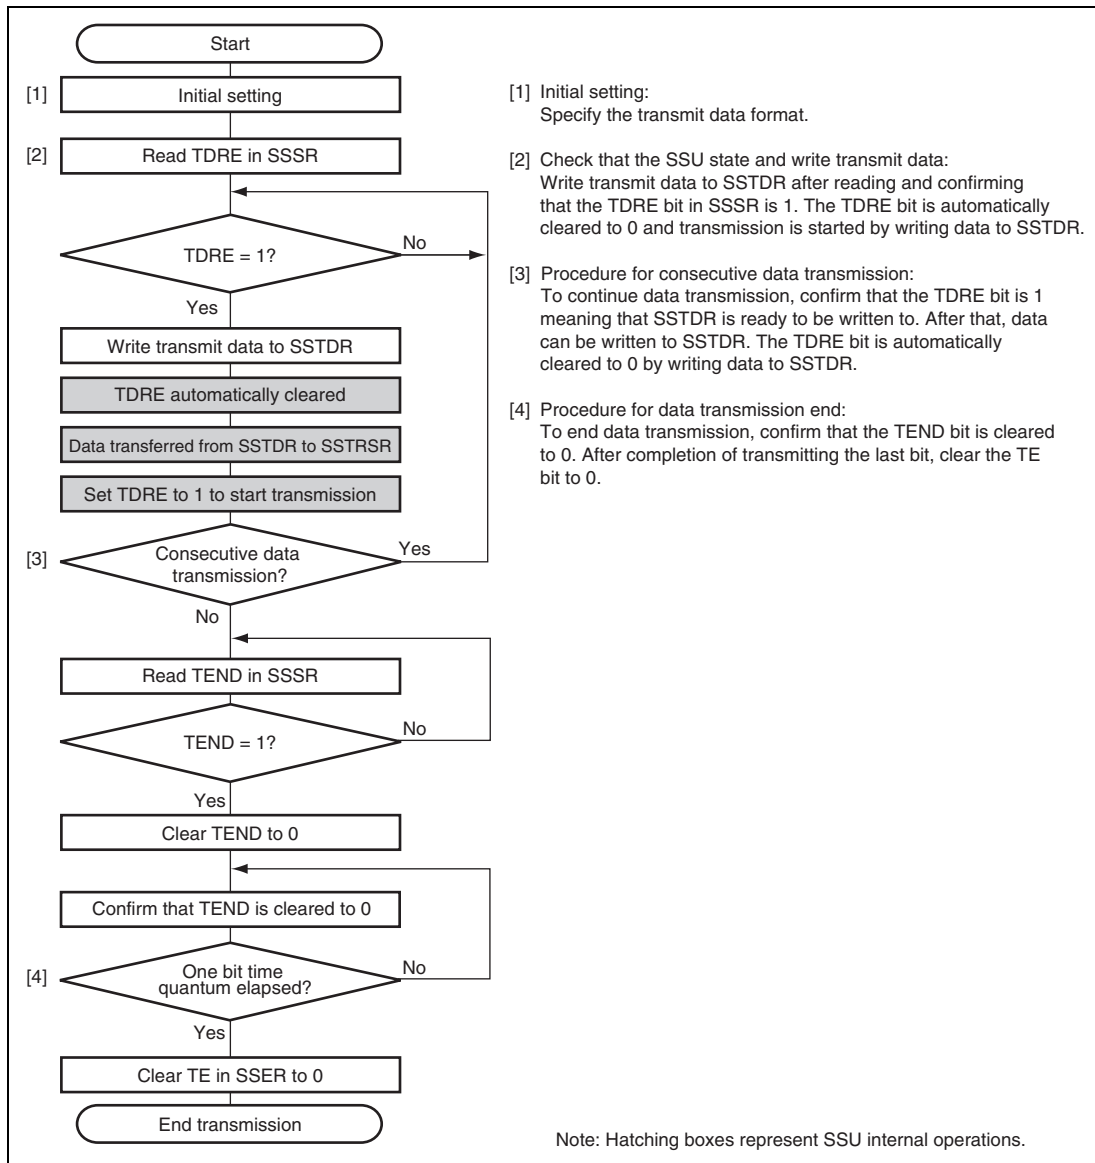 Start
[1] Initial setting
[2] Read TDRE in SSSR
TDRE = 1?
No
Yes
Write transmit data to SSTDR
TDRE automatically cleared
Data transferred from SSTDR to SSTRSR
Set TDRE to 1 to start transmission
[3] Consecutive data
transmission?
Yes
No
Read TEND in SSSR
TEND = 1?
No
Yes
Clear TEND to 0
Confirm that TEND is cleared to 0
[4] One bit time
quantum elapsed?
No
Yes
Clear TE in SSER to 0
End transmission
[1] Initial setting:
Specify the transmit data format.
[2] Check that the SSU state and write transmit data:
Write transmit data to SSTDR after reading and confirming
that the TDRE bit in SSSR is 1. The TDRE bit is automatically
cleared to 0 and transmission is started by writing data to SSTDR.
[3] Procedure for consecutive data transmission:
To continue data transmission, confirm that the TDRE bit is 1
meaning that SSTDR is ready to be written to. After that, data
can be written to SSTDR. The TDRE bit is automatically
cleared to 0 by writing data to SSTDR.
[4] Procedure for data transmission end:
To end data transmission, confirm that the TEND bit is cleared
to 0. After completion of transmitting the last bit, clear the TE
bit to 0.
Note: Hatching boxes represent SSU internal operations.